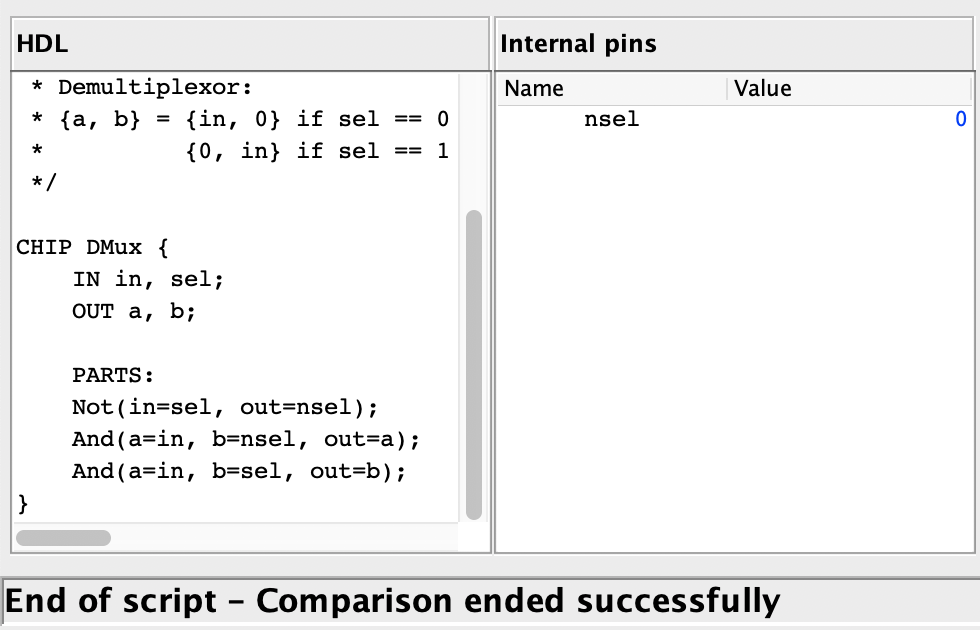 HDL
 * Demultiplexor:
 * {a, b} = {in, 0} if sel == 0
 *          {0, in} if sel == 1
 */
CHIP DMux {
    IN in, sel;
    OUT a, b;
    PARTS:
    Not(in=sel, out=nsel);
    And(a=in, b=nsel, out=a);
    And(a=in, b=sel, out=b);
}
Internal pins
Name Value
nsel 0
End of script – Comparison ended successfully